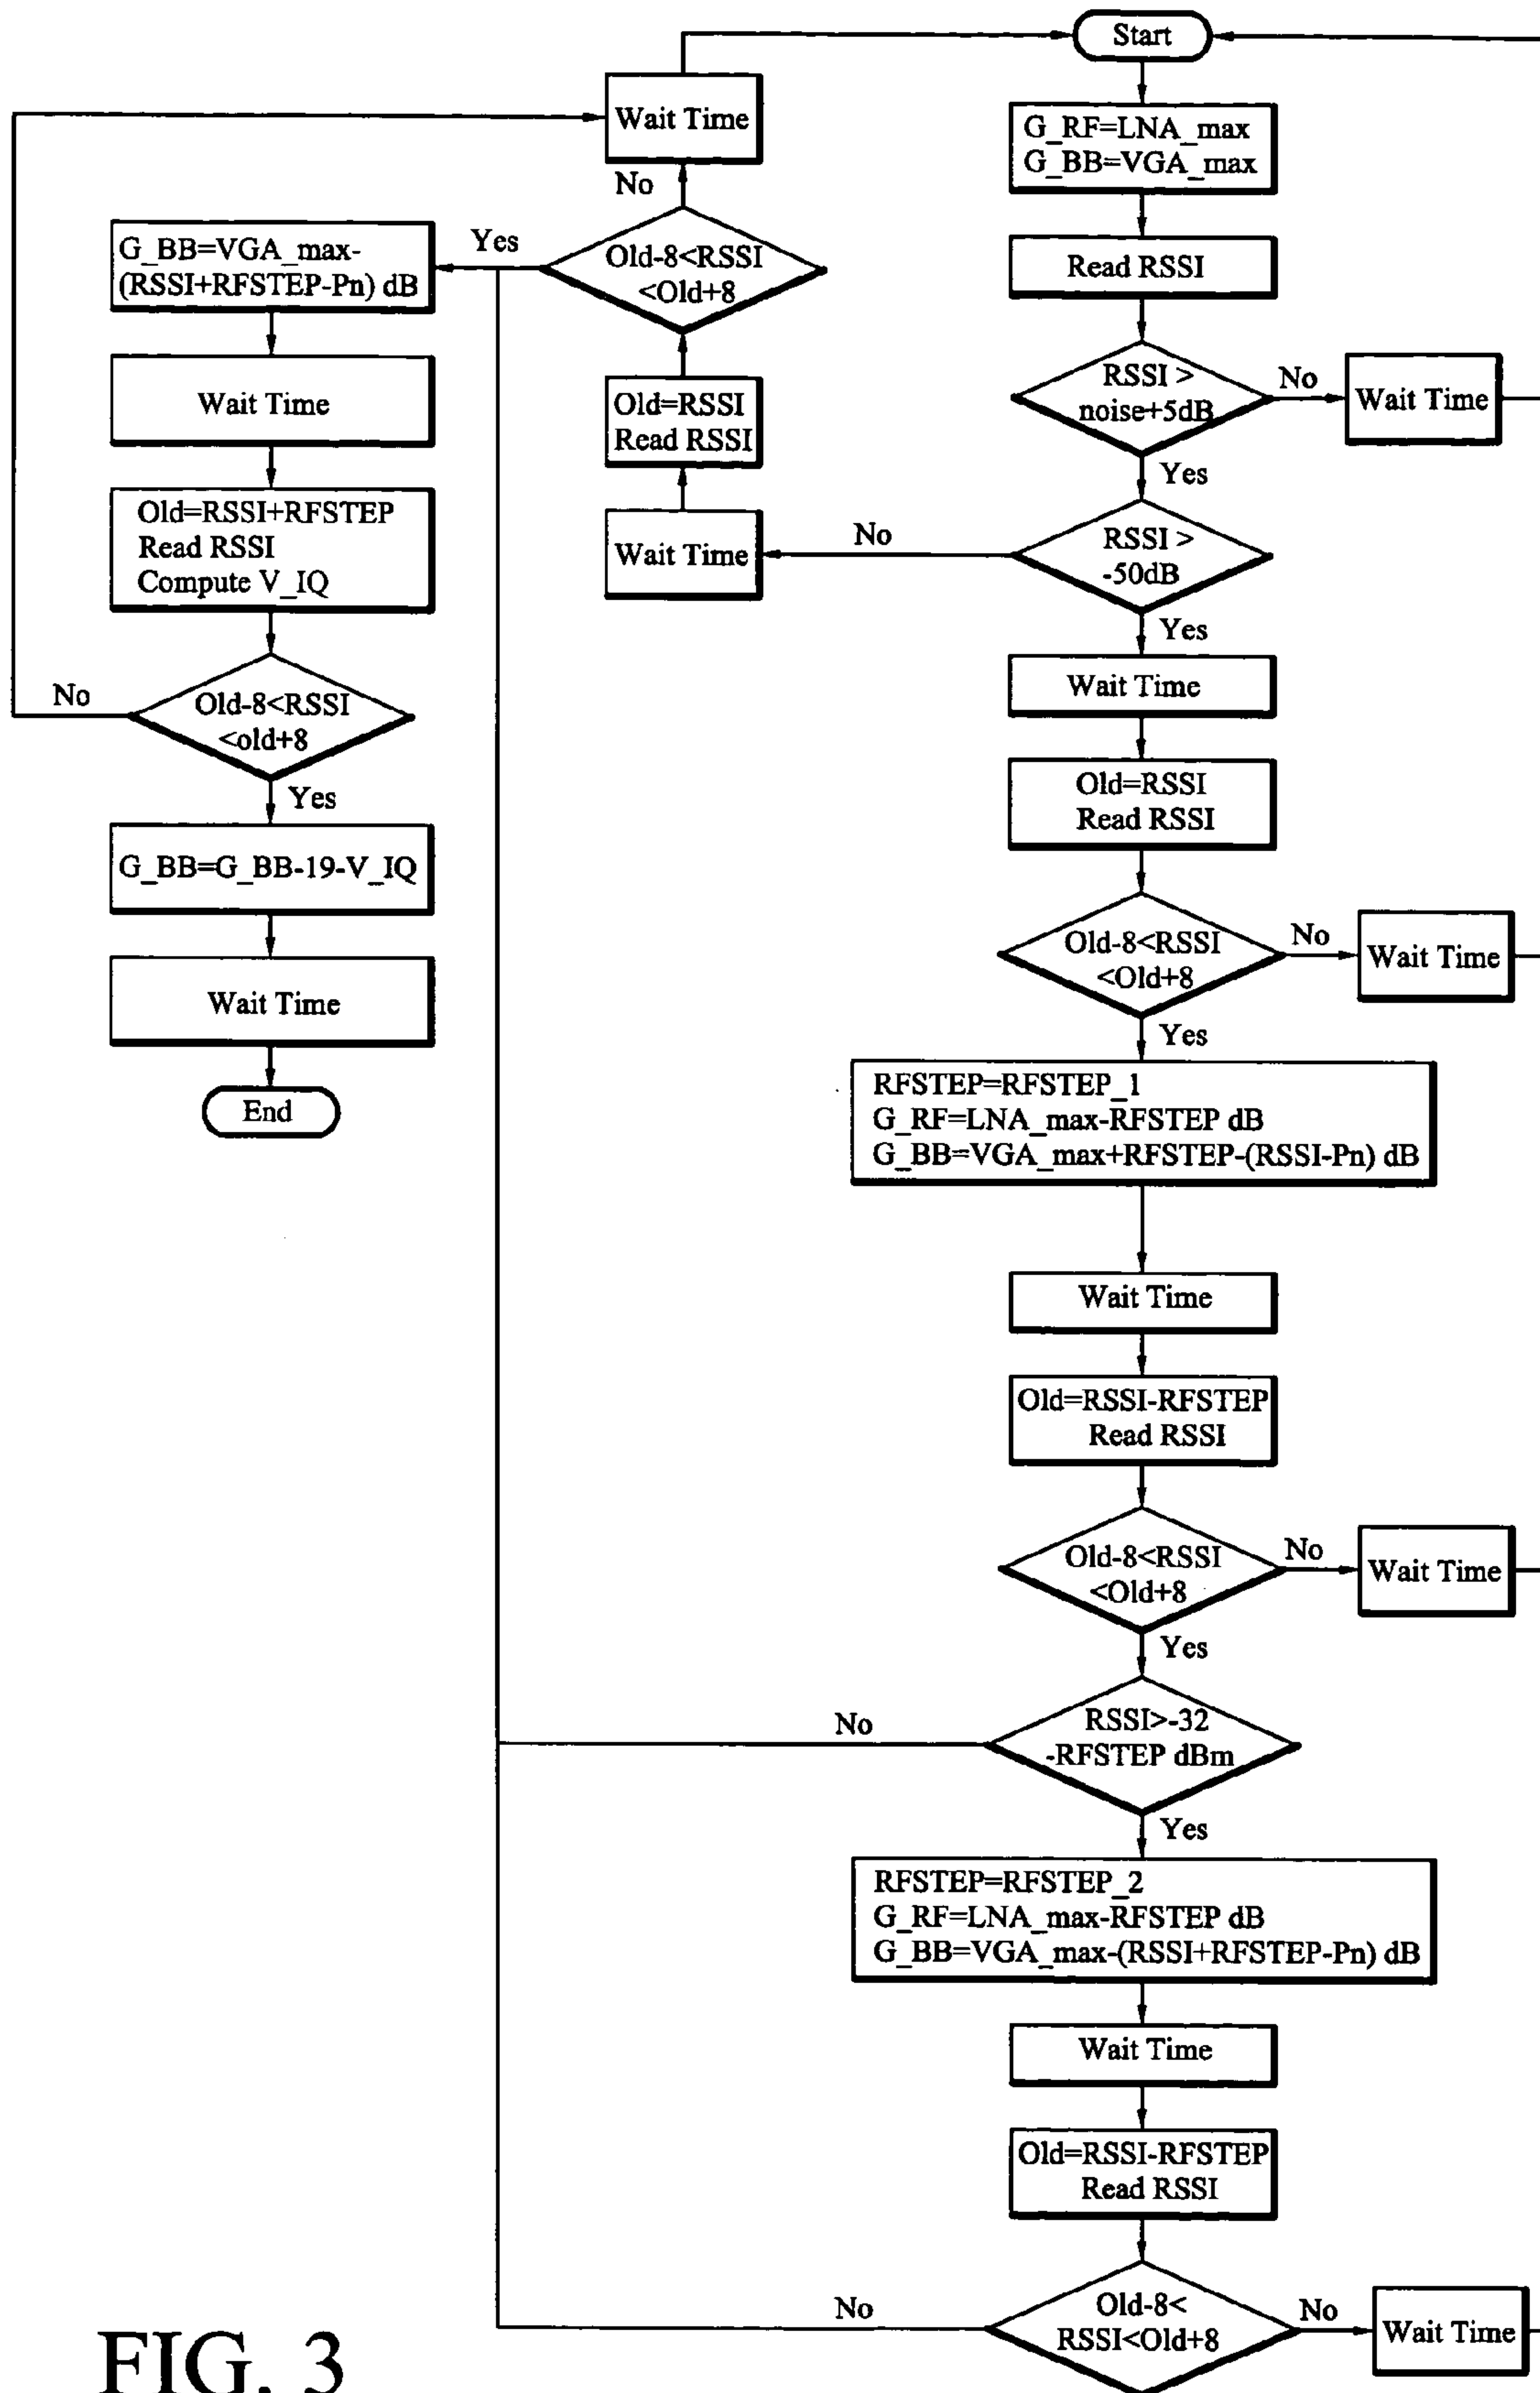 Start
G_RF=LNA_max
G_BB=VGA_max
Read RSSI
RSSI >
noise+5dB
No
Wait Time
Yes
RSSI >
-50dB
No
Wait Time
Old=RSSI
Read RSSI
Old-8<RSSI
<Old+8
No
Wait Time
Yes
G_BB=VGA_max-
(RSSI+RFSTEP-Pn) dB
Wait Time
Old=RSSI+RFSTEP
Read RSSI
Compute V_IQ
Old-8<RSSI
<old+8
No
Yes
G_BB=G_BB-19-V_IQ
Wait Time
End
Yes
Wait Time
Old=RSSI
Read RSSI
Old-8<RSSI
<Old+8
No
Wait Time
Yes
RFSTEP=RFSTEP_1
G_RF=LNA_max-RFSTEP dB
G_BB=VGA_max+RFSTEP-(RSSI-Pn) dB
Wait Time
Old=RSSI-RFSTEP
Read RSSI
Old-8<RSSI
<Old+8
No
Wait Time
Yes
RSSI>-32
-RFSTEP dBm
No
Yes
RFSTEP=RFSTEP_2
G_RF=LNA_max-RFSTEP dB
G_BB=VGA_max-(RSSI+RFSTEP-Pn) dB
Wait Time
Old=RSSI-RFSTEP
Read RSSI
Old-8<
RSSI<Old+8
No
No
Wait Time
FIG. 3